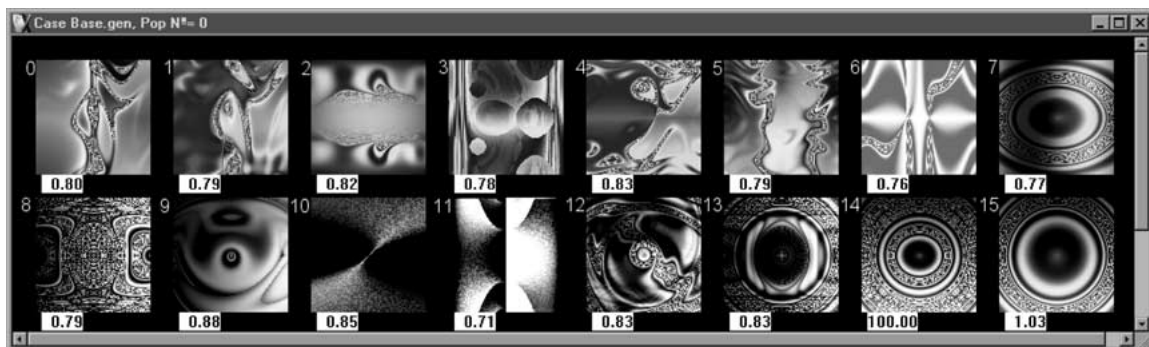 Case Base.gen, Pop Nº= 0
0 1 2 3 4 5 6 7
0.80 0.79 0.82 0.78 0.83 0.79 0.76 0.77
8 9 10 11 12 13 14 15
0.79 0.88 0.85 0.71 0.83 0.83 100.00 1.03